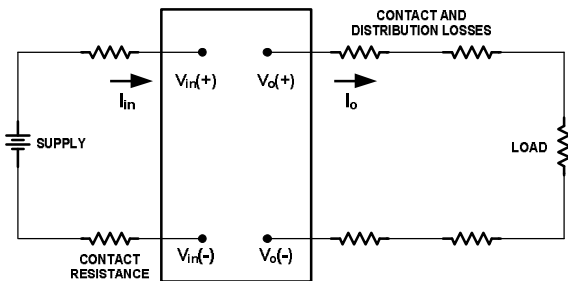 CONTACT AND
DISTRIBUTION LOSSES
Vin(+)
Vo(+)
Iin
Io
SUPPLY
LOAD
Vin(-)
Vo(-)
CONTACT
RESISTANCE